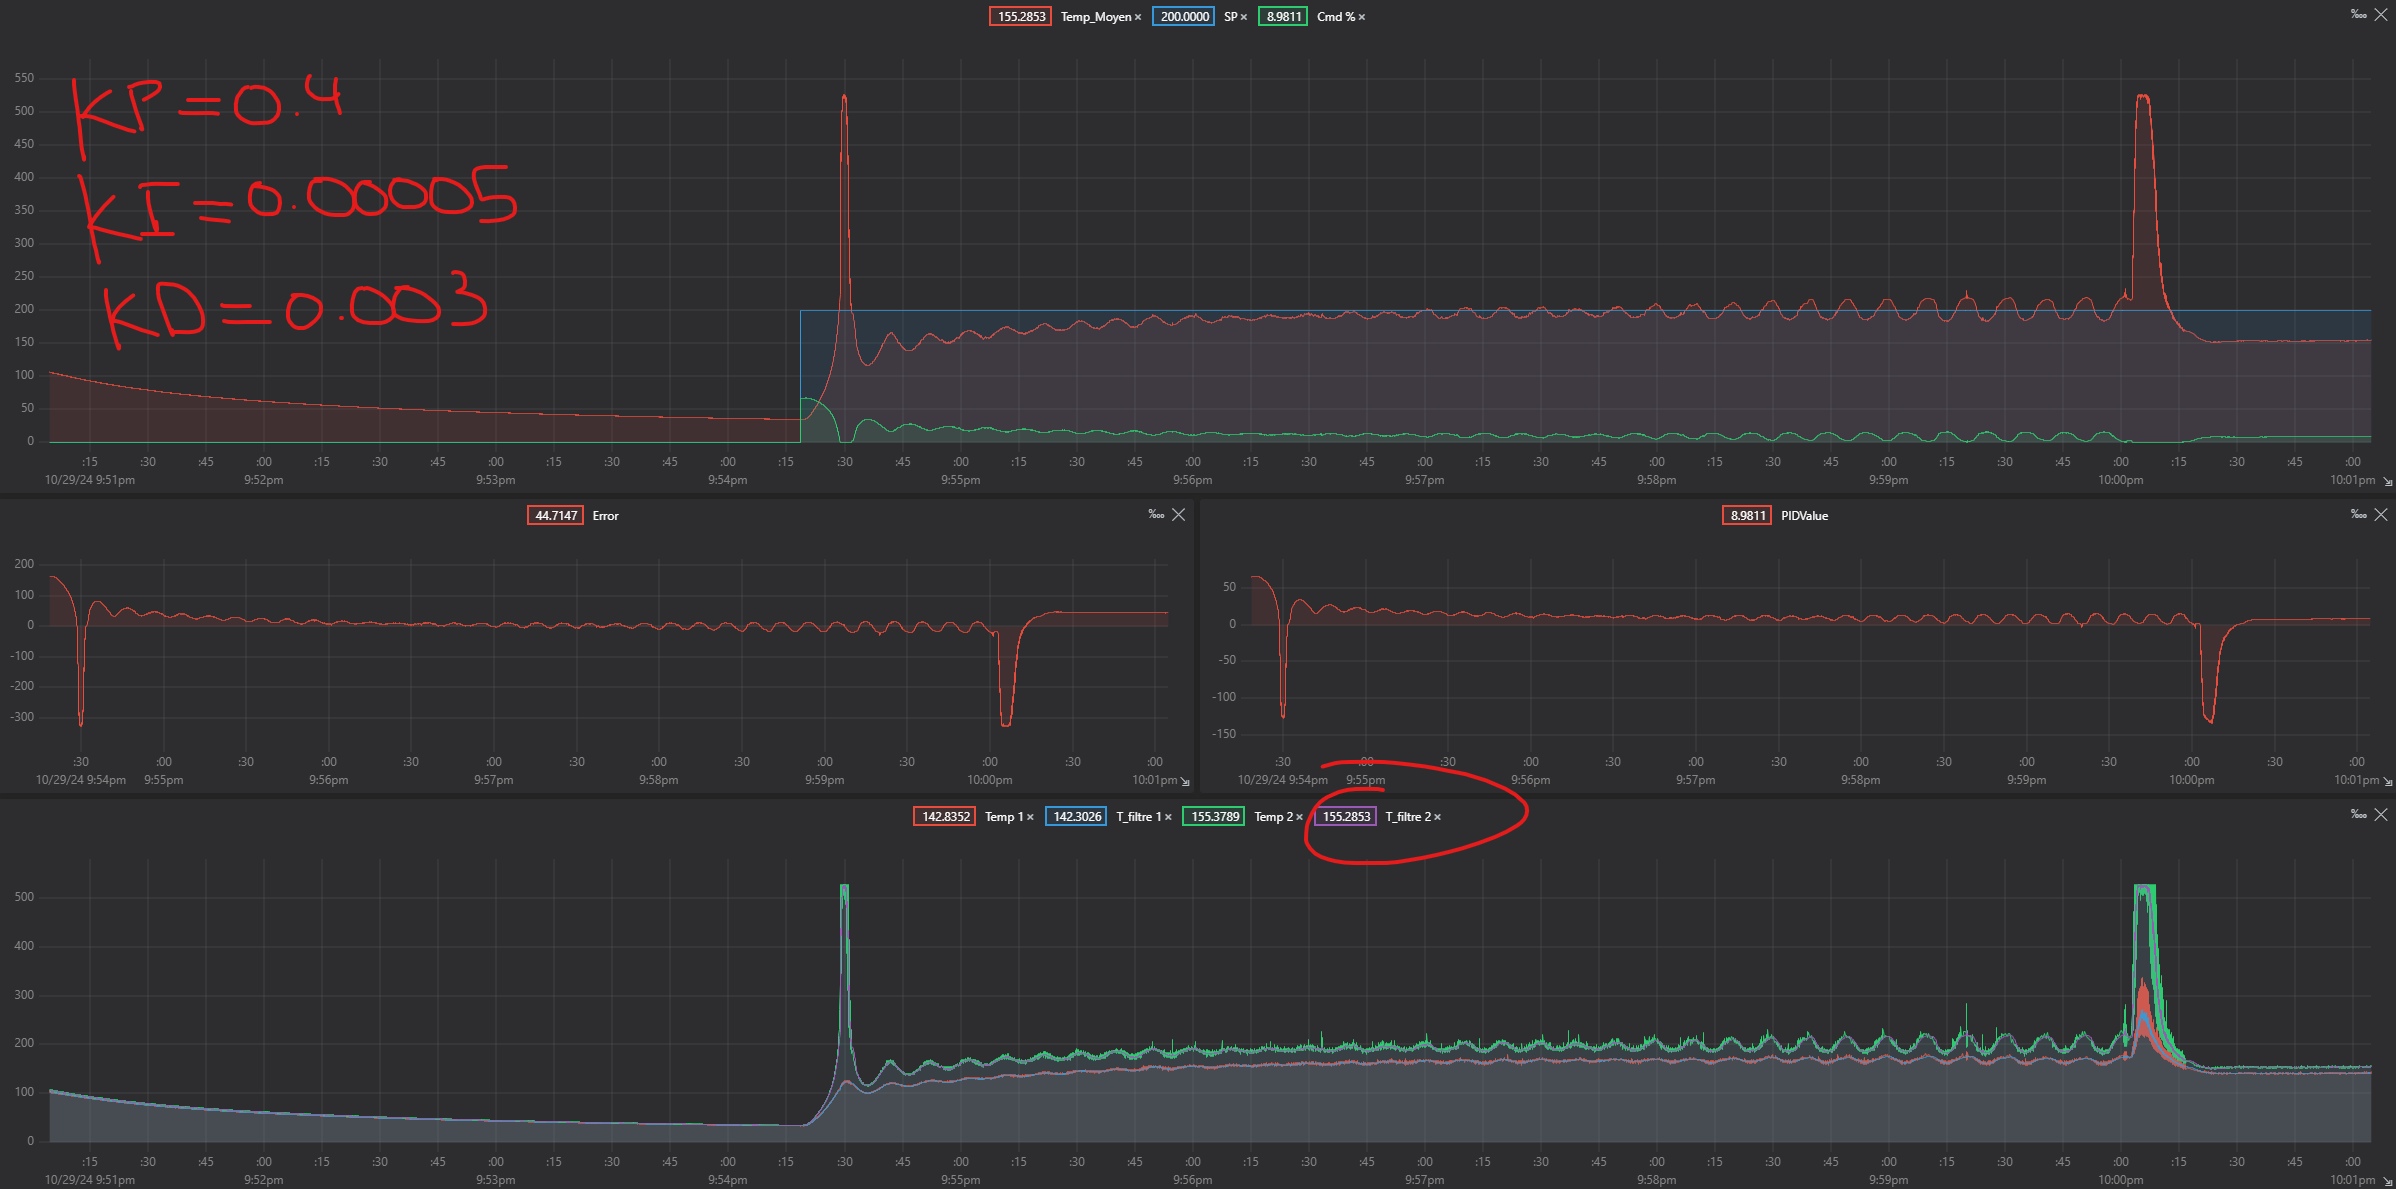 155.2853 Temp_Moyen × 200.0000 SP × 8.9811 Cmd % ×
550
500
450
400
350
300
250
200
150
100
50
0
KP=0.4
KI=0.00005
KD=0.003
:15 :30 :45 :00 :15 :30 :45 :00 :15 :30 :45 :00 :15 :30 :45 :00 :15 :30 :45 :00 :15 :30 :45 :00 :15 :30 :45 :00 :15 :30 :45 :00 :15 :30 :45 :00 :15 :30 :45 :00
10/29/24 9:51pm 9:52pm 9:53pm 9:54pm 9:55pm 9:56pm 9:57pm 9:58pm 9:59pm 10:00pm 10:01pm
44.7147 Error
200
100
0
-100
-200
-300
:30 :00 :30 :00 :30 :00 :30 :00 :30 :00 :30 :00 :30 :00
10/29/24 9:54pm 9:55pm 9:56pm 9:57pm 9:58pm 9:59pm 10:00pm 10:01pm
8.9811 PIDValue
50
0
-50
-100
-150
:30 :00 :30 :00 :30 :00 :30 :00 :30 :00 :30 :00 :30 :00
10/29/24 9:54pm 9:55pm 9:56pm 9:57pm 9:58pm 9:59pm 10:00pm 10:01pm
142.8352 Temp 1 × 142.3026 T_filtre 1 × 155.3789 Temp 2 × 155.2853 T_filtre 2 ×
500
400
300
200
100
0
:15 :30 :45 :00 :15 :30 :45 :00 :15 :30 :45 :00 :15 :30 :45 :00 :15 :30 :45 :00 :15 :30 :45 :00 :15 :30 :45 :00 :15 :30 :45 :00 :15 :30 :45 :00 :15 :30 :45 :00
10/29/24 9:51pm 9:52pm 9:53pm 9:54pm 9:55pm 9:56pm 9:57pm 9:58pm 9:59pm 10:00pm 10:01pm